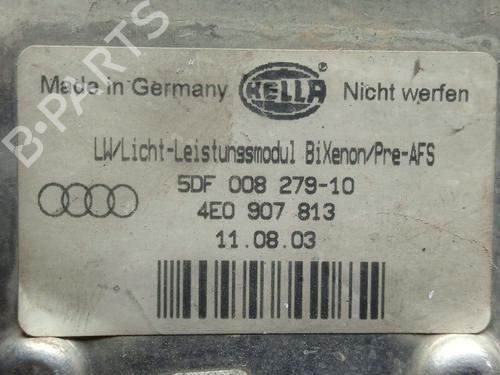 Made in Germany HELLA Nicht werfen
LW/Licht-Leistungsmodul BiXenon/Pre-AFS
5DF 008 279-10
4E0 907 813
11.08.03
B-PARTS